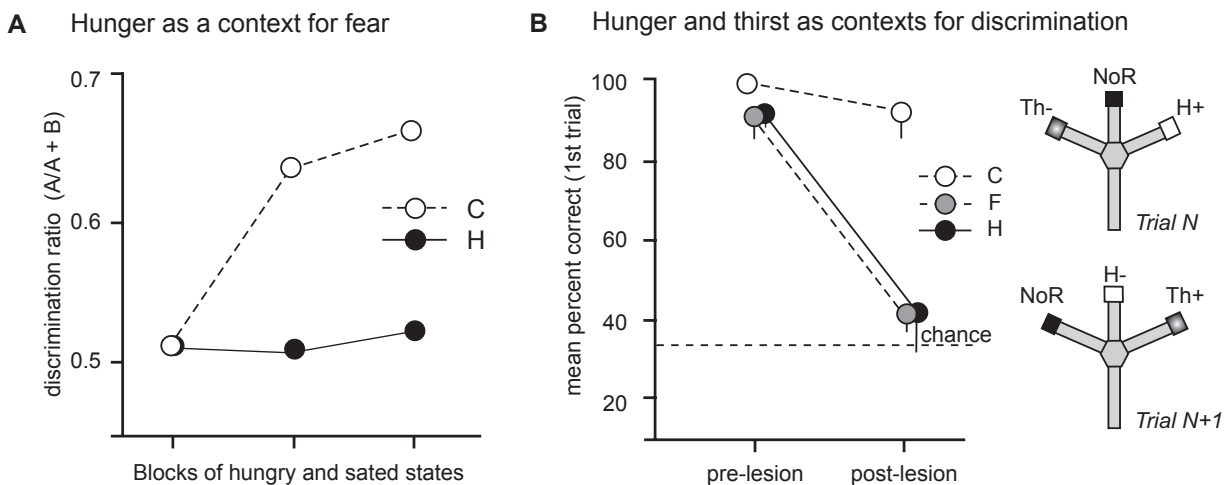 A Hunger as a context for fear
0.7
0.6
0.5
discrimination ratio (A/A + B)
C
H
Blocks of hungry and sated states
B Hunger and thirst as contexts for discrimination
100
80
60
40
20
mean percent correct (1st trial)
C
F
H
chance
pre-lesion post-lesion
NoR
Th- H+
Trial N
H-
NoR Th+
Trial N+1